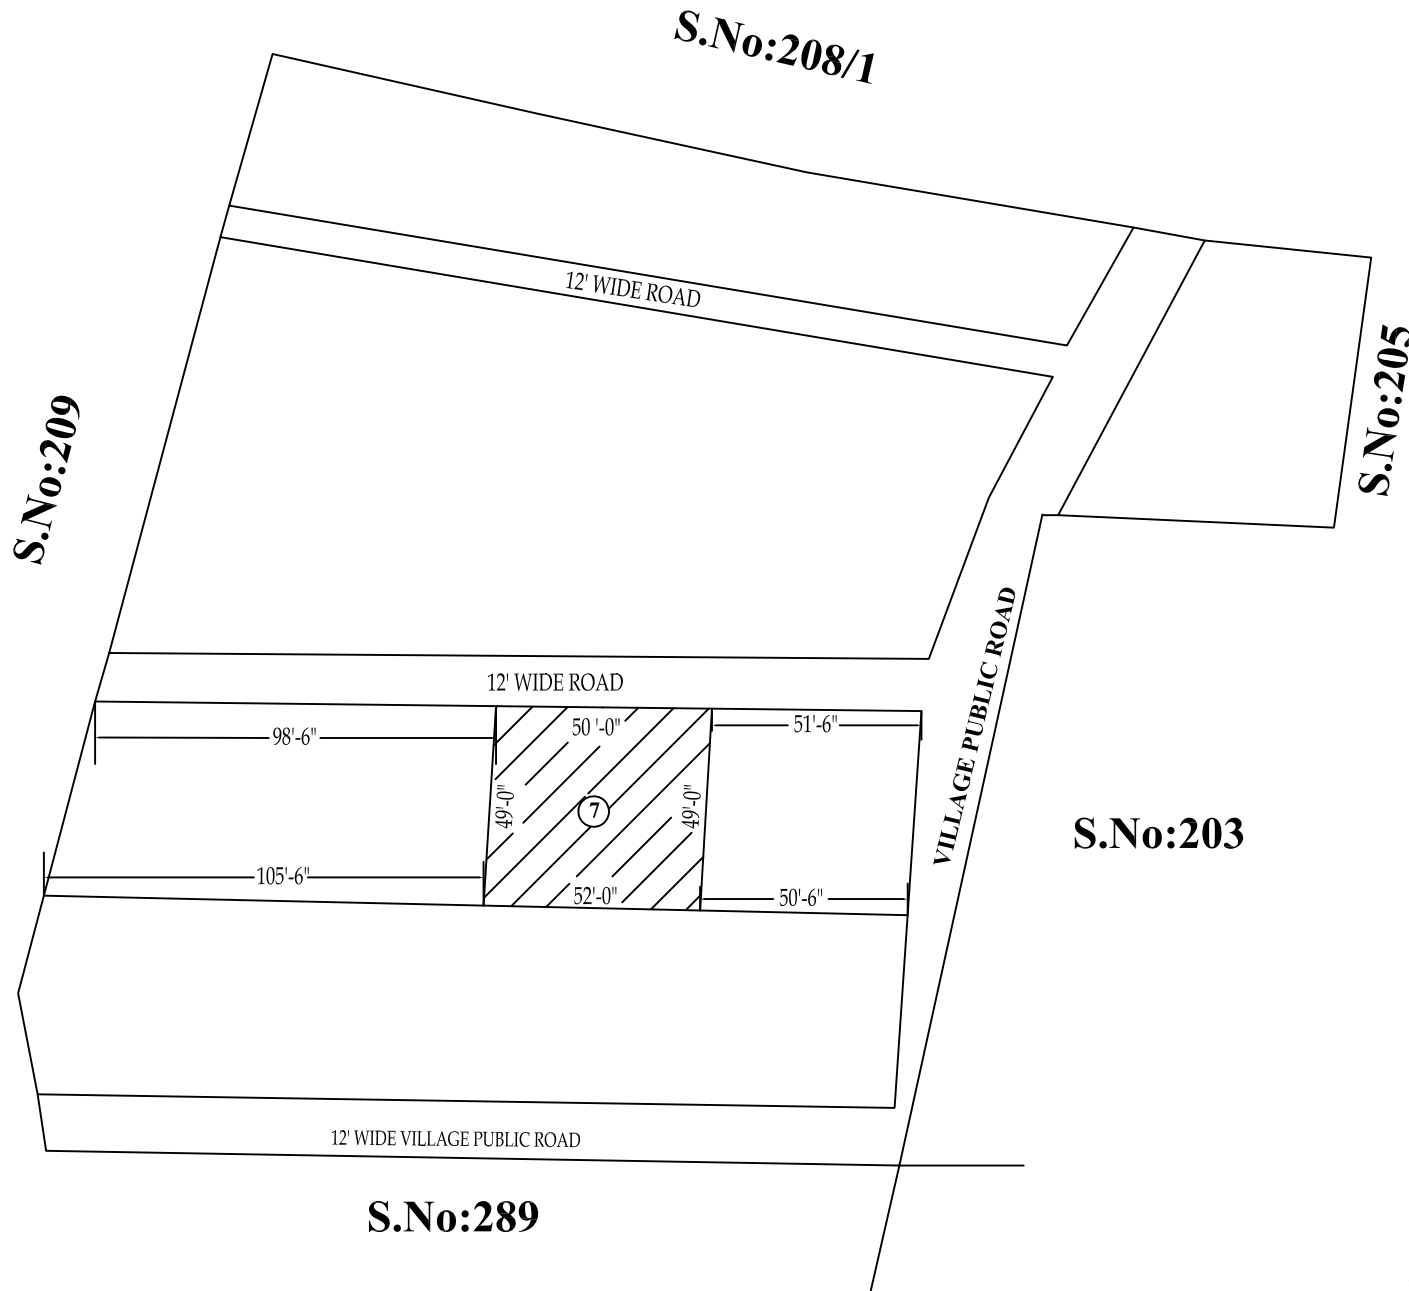 S.No:208/1
12' WIDE ROAD
S.No:205
S.No:209
VILLAGE PUBLIC ROAD
12' WIDE ROAD
98'-6"
50 '-0"
51'-6"
49'-0"
7
49'-0"
S.No:203
105'-6"
52'-0"
50'-6"
12' WIDE VILLAGE PUBLIC ROAD
S.No:289